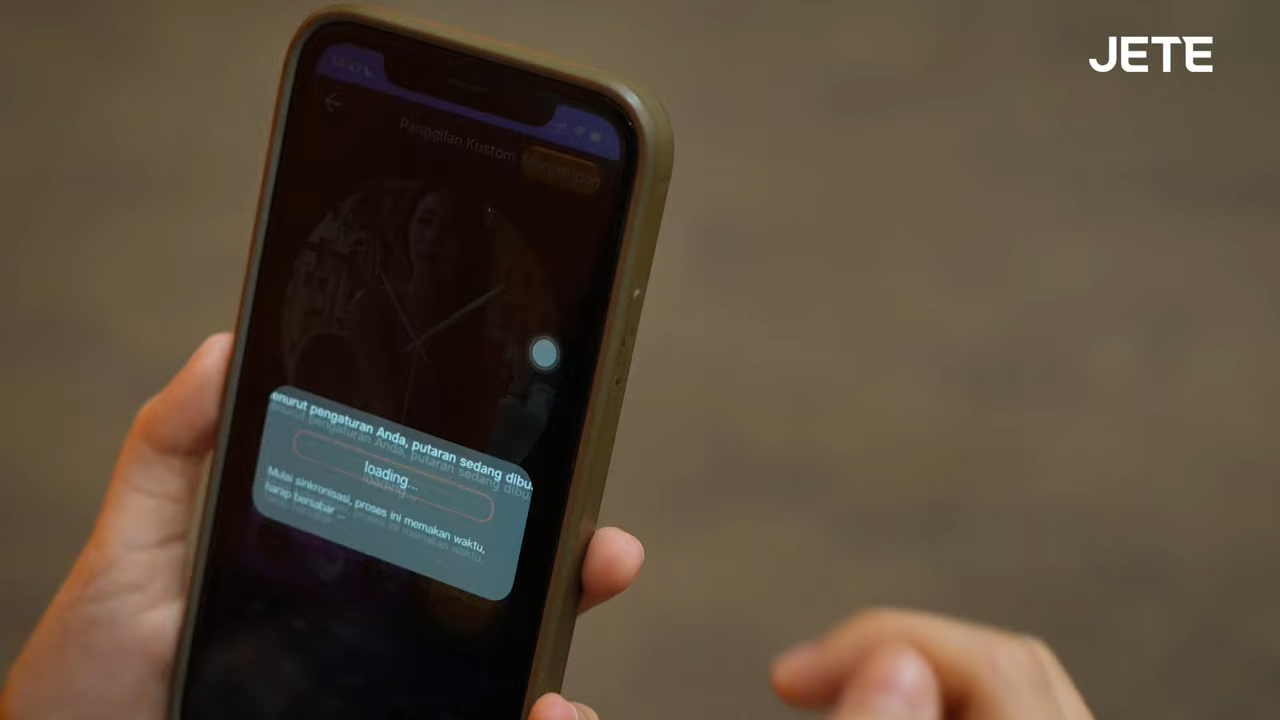 JETE
Panggilan Kustom
enurut pengaturan Anda, putaran sedang dibu
loading...
Mulai sinkronisasi, proses ini memakan waktu,
harap bersabar ...